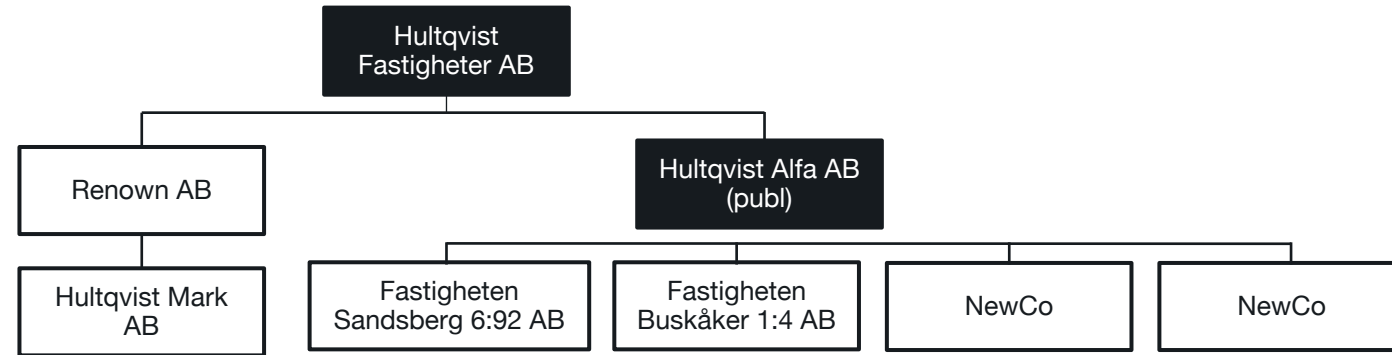 Hultqvist
Fastigheter AB
Renown AB
Hultqvist Alfa AB
(publ)
Hultqvist Mark
AB
Fastigheten
Sandsberg 6:92 AB
Fastigheten
Buskåker 1:4 AB
NewCo
NewCo